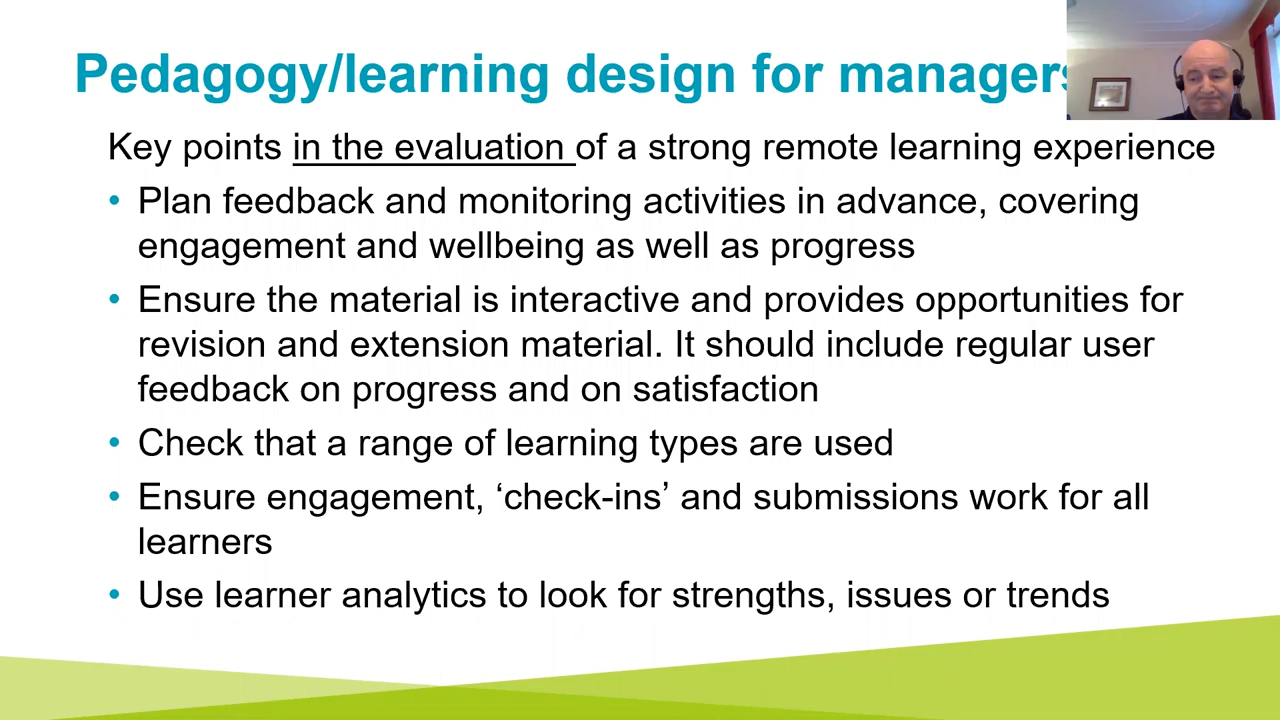 Pedagogy/learning design for managers
Key points in the evaluation of a strong remote learning experience
• Plan feedback and monitoring activities in advance, covering
engagement and wellbeing as well as progress
• Ensure the material is interactive and provides opportunities for
revision and extension material. It should include regular user
feedback on progress and on satisfaction
• Check that a range of learning types are used
• Ensure engagement, ‘check-ins’ and submissions work for all
learners
• Use learner analytics to look for strengths, issues or trends